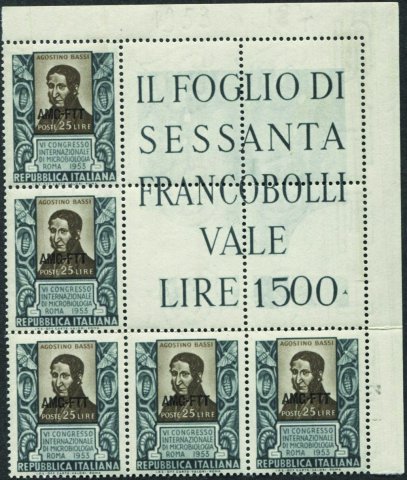 AGOSTINO BASSI
AMG-FTT
POSTE 25 LIRE
VI CONGRESSO
INTERNAZIONALE
DI MICROBIOLOGIA
ROMA 1953
REPUBBLICA ITALIANA
IL FOGLIO DI
SESSANTA
FRANCOBOLLI
VALE
LIRE 1500
AGOSTINO BASSI
AMG-FTT
POSTE 25 LIRE
VI CONGRESSO
INTERNAZIONALE
DI MICROBIOLOGIA
ROMA 1953
REPUBBLICA ITALIANA
AGOSTINO BASSI
AMG-FTT
POSTE 25 LIRE
VI CONGRESSO
INTERNAZIONALE
DI MICROBIOLOGIA
ROMA 1953
REPUBBLICA ITALIANA
AGOSTINO BASSI
AMG-FTT
POSTE 25 LIRE
VI CONGRESSO
INTERNAZIONALE
DI MICROBIOLOGIA
ROMA 1953
REPUBBLICA ITALIANA
AGOSTINO BASSI
AMG-FTT
POSTE 25 LIRE
VI CONGRESSO
INTERNAZIONALE
DI MICROBIOLOGIA
ROMA 1953
REPUBBLICA ITALIANA